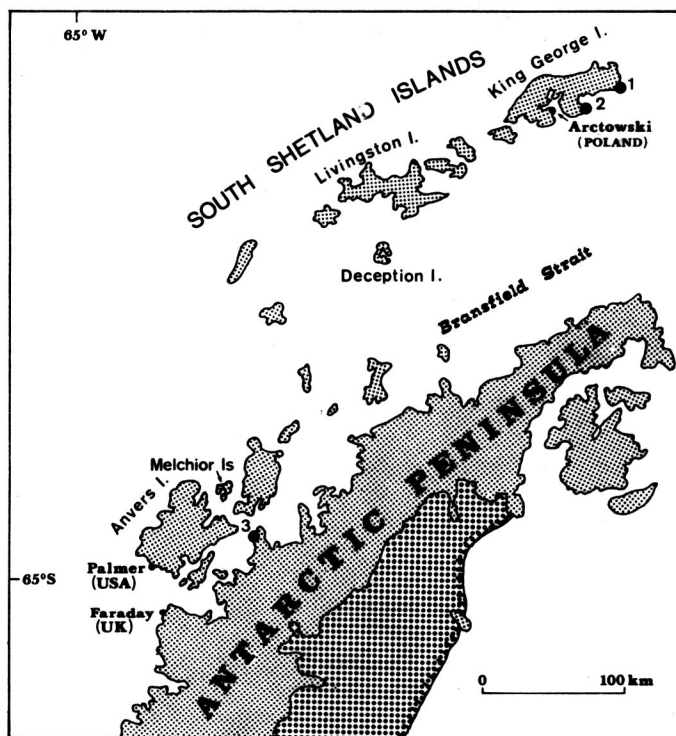 65° W
SOUTH SHETLAND ISLANDS
King George I.
1
2
Arctowski
(POLAND)
Livingston I.
Deception I.
Bransfield Strait
ANTARCTIC PENINSULA
Melchior Is
Anvers I.
3
Palmer
(USA)
65°S
Faraday
(UK)
0 100 km